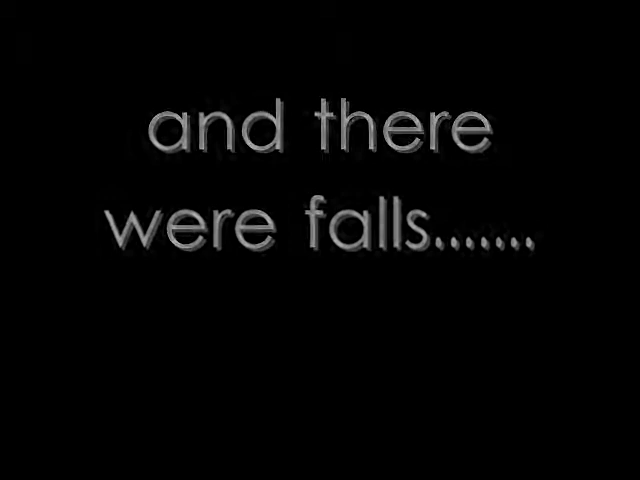 and there
were falls.......